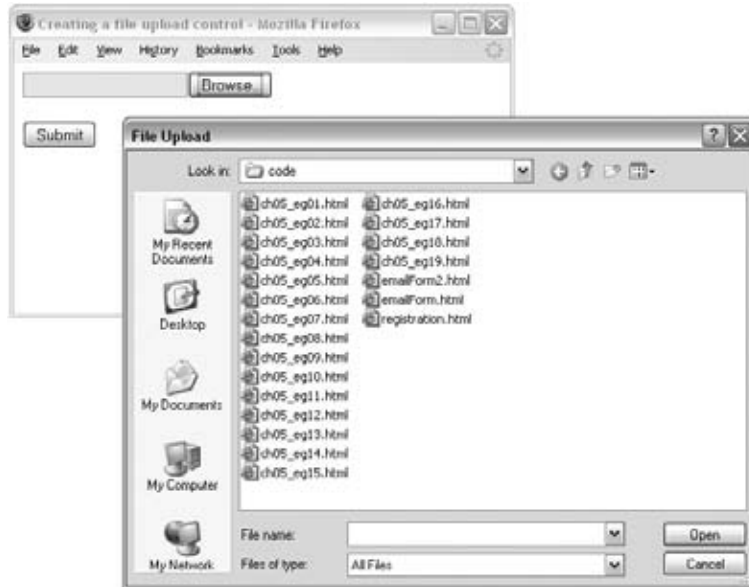 Creating a file upload control - Mozilla Firefox
File Edit View History Bookmarks Tools Help
Browse...
Submit
File Upload
Look in: code
My Recent Documents
Desktop
My Documents
My Computer
My Network
ch05_eg01.html
ch05_eg02.html
ch05_eg03.html
ch05_eg04.html
ch05_eg05.html
ch05_eg06.html
ch05_eg07.html
ch05_eg08.html
ch05_eg09.html
ch05_eg10.html
ch05_eg11.html
ch05_eg12.html
ch05_eg13.html
ch05_eg14.html
ch05_eg15.html
ch05_eg16.html
ch05_eg17.html
ch05_eg18.html
ch05_eg19.html
emailForm2.html
emailForm.html
registration.html
File name:
Open
Files of type: All Files
Cancel